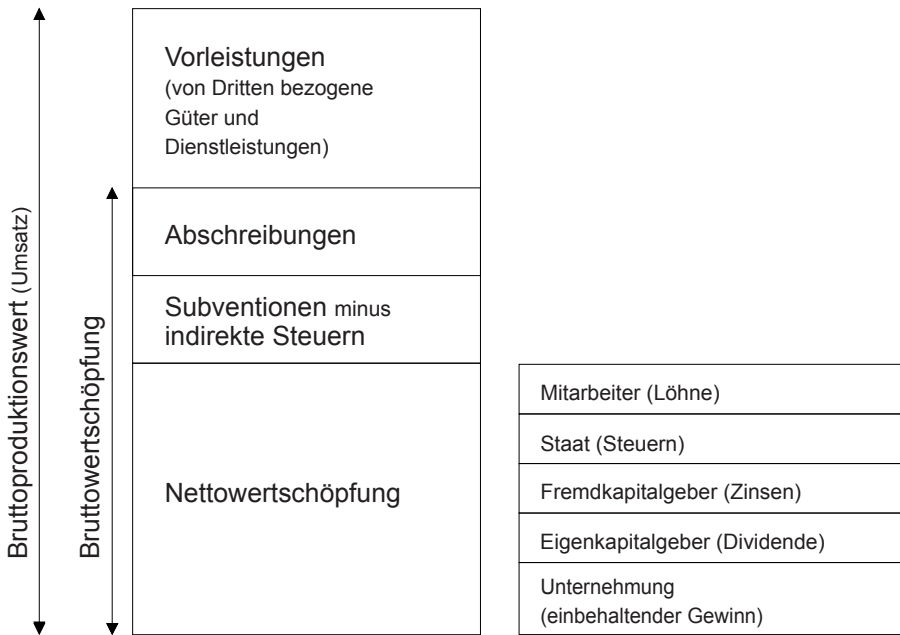 Bruttoproduktionswert (Umsatz)
Bruttowertschöpfung
Vorleistungen
(von Dritten bezogene
Güter und
Dienstleistungen)
Abschreibungen
Subventionen minus
indirekte Steuern
Nettowertschöpfung
Mitarbeiter (Löhne)
Staat (Steuern)
Fremdkapitalgeber (Zinsen)
Eigenkapitalgeber (Dividende)
Unternehmung
(einbehaltender Gewinn)